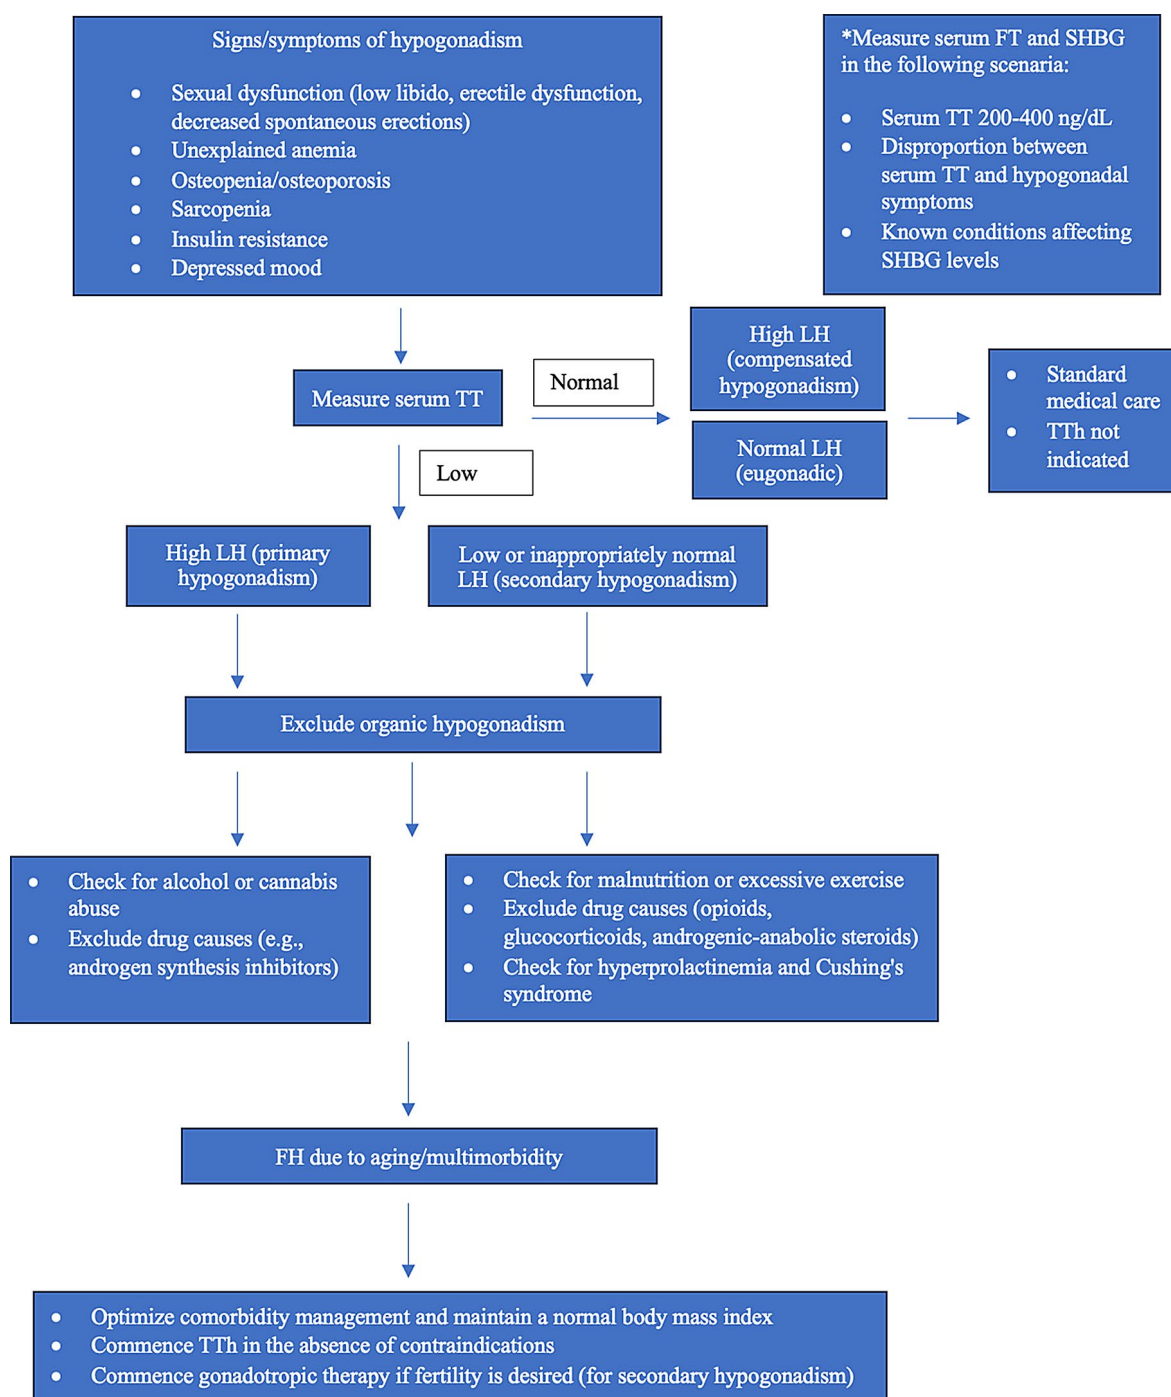 Signs/symptoms of hypogonadism
• Sexual dysfunction (low libido, erectile dysfunction,
decreased spontaneous erections)
• Unexplained anemia
• Osteopenia/osteoporosis
• Sarcopenia
• Insulin resistance
• Depressed mood
*Measure serum FT and SHBG
in the following scenaria:
• Serum TT 200-400 ng/dL
• Disproportion between
serum TT and hypogonadal
symptoms
• Known conditions affecting
SHBG levels
Measure serum TT
Normal
High LH
(compensated
hypogonadism)
Normal LH
(eugonadic)
• Standard
medical care
• TTh not
indicated
Low
High LH (primary
hypogonadism)
Low or inappropriately normal
LH (secondary hypogonadism)
Exclude organic hypogonadism
• Check for alcohol or cannabis
abuse
• Exclude drug causes (e.g.,
androgen synthesis inhibitors)
• Check for malnutrition or excessive exercise
• Exclude drug causes (opioids,
glucocorticoids, androgenic-anabolic steroids)
• Check for hyperprolactinemia and Cushing's
syndrome
FH due to aging/multimorbidity
• Optimize comorbidity management and maintain a normal body mass index
• Commence TTh in the absence of contraindications
• Commence gonadotropic therapy if fertility is desired (for secondary hypogonadism)